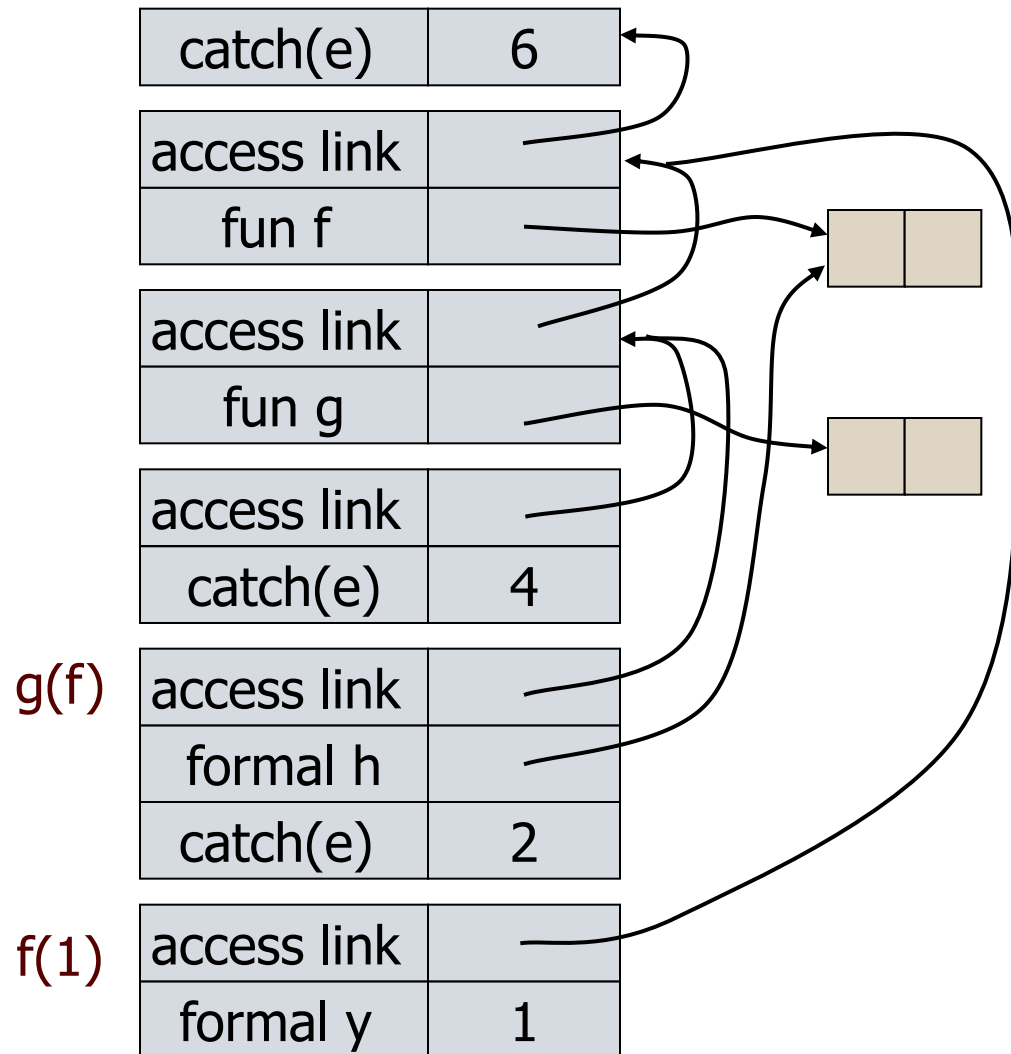 catch(e) 6
access link
fun f
access link
fun g
access link
catch(e) 4
g(f) access link
formal h
catch(e) 2
f(1) access link
formal y 1